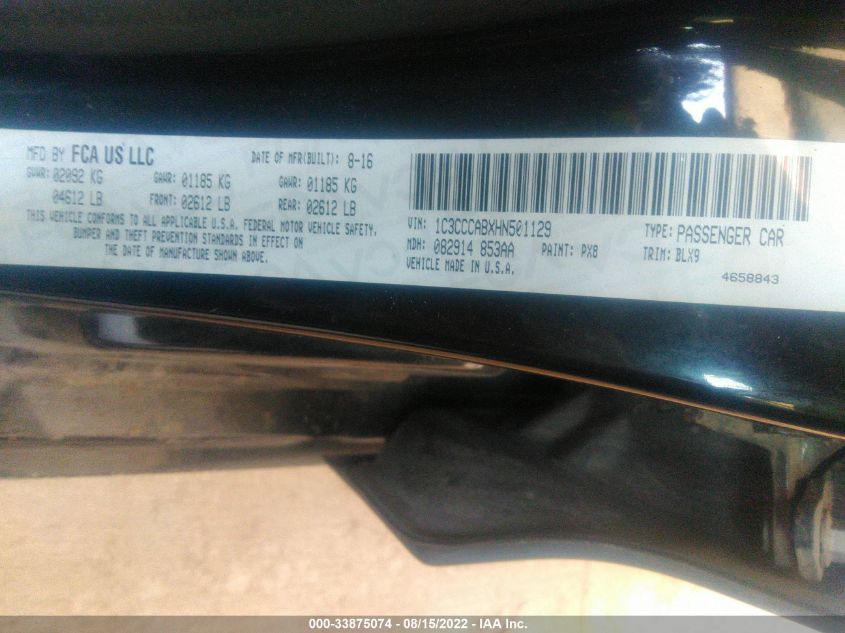 MFD BY FCA US LLC DATE OF MFR(BUILT): 8-16
GVWR: 02092 KG GAWR: 01185 KG GAWR: 01185 KG
04612 LB FRONT: 02612 LB REAR: 02612 LB
THIS VEHICLE CONFORMS TO ALL APPLICABLE U.S.A. FEDERAL MOTOR VEHICLE SAFETY,
BUMPER AND THEFT PREVENTION STANDARDS IN EFFECT ON
THE DATE OF MANUFACTURE SHOWN ABOVE.
VIN: 1C3CCCABXHN501129 TYPE: PASSENGER CAR
MDH: 082914 853AA PAINT: PX8 TRIM: BLX9
VEHICLE MADE IN U.S.A. 4658843
000-33875074 - 08/15/2022 - IAA Inc.